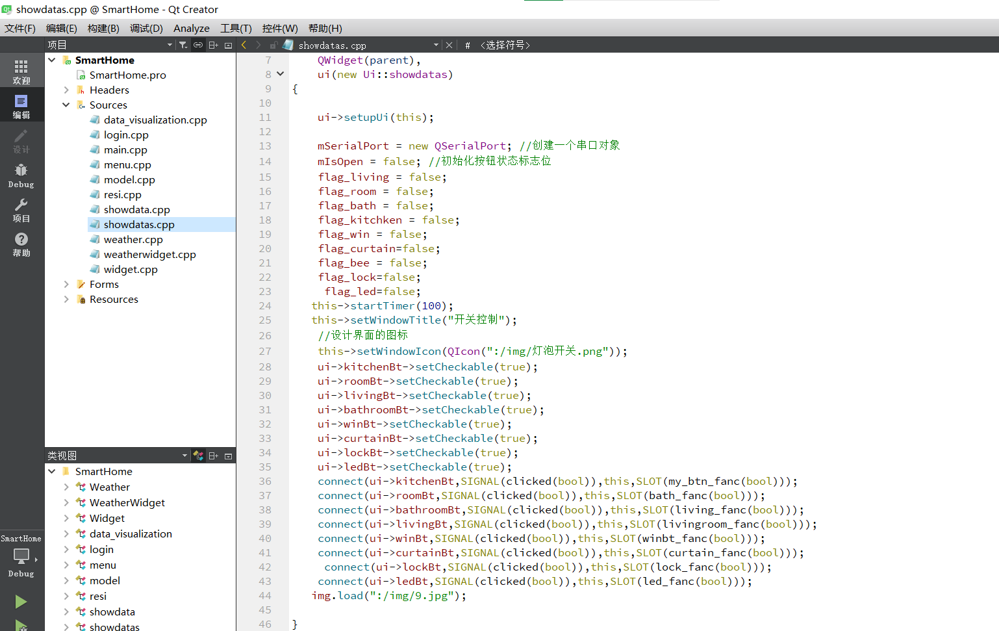 showdatas.cpp @ SmartHome - Qt Creator
文件(F) 编辑(E) 构建(B) 调试(D) Analyze 工具(T) 控件(W) 帮助(H)
项目
showdatas.cpp
# <选择符号>
欢迎
编辑
设计
Debug
项目
帮助
SmartHome
Debug
SmartHome
SmartHome.pro
Headers
Sources
data_visualization.cpp
login.cpp
main.cpp
menu.cpp
model.cpp
resi.cpp
showdata.cpp
showdatas.cpp
weather.cpp
weatherwidget.cpp
widget.cpp
Forms
Resources
类视图
SmartHome
Weather
WeatherWidget
Widget
data_visualization
login
menu
model
resi
showdata
showdatas
7 QWidget(parent),
8 ui(new Ui::showdatas)
9 {
10
11 ui->setupUi(this);
12
13 mSerialPort = new QSerialPort; //创建一个串口对象
14 mIsOpen = false; //初始化按钮状态标志位
15 flag_living = false;
16 flag_room = false;
17 flag_bath = false;
18 flag_kitchken = false;
19 flag_win = false;
20 flag_curtain=false;
21 flag_bee = false;
22 flag_lock=false;
23 flag_led=false;
24 this->startTimer(100);
25 this->setWindowTitle("开关控制");
26 //设计界面的图标
27 this->setWindowIcon(QIcon(":/img/灯泡开关.png"));
28 ui->kitchenBt->setCheckable(true);
29 ui->roomBt->setCheckable(true);
30 ui->livingBt->setCheckable(true);
31 ui->bathroomBt->setCheckable(true);
32 ui->winBt->setCheckable(true);
33 ui->curtainBt->setCheckable(true);
34 ui->lockBt->setCheckable(true);
35 ui->ledBt->setCheckable(true);
36 connect(ui->kitchenBt,SIGNAL(clicked(bool)),this,SLOT(my_btn_fanc(bool)));
37 connect(ui->roomBt,SIGNAL(clicked(bool)),this,SLOT(bath_fanc(bool)));
38 connect(ui->bathroomBt,SIGNAL(clicked(bool)),this,SLOT(living_fanc(bool)));
39 connect(ui->livingBt,SIGNAL(clicked(bool)),this,SLOT(livingroom_fanc(bool)));
40 connect(ui->winBt,SIGNAL(clicked(bool)),this,SLOT(winbt_fanc(bool)));
41 connect(ui->curtainBt,SIGNAL(clicked(bool)),this,SLOT(curtain_fanc(bool)));
42 connect(ui->lockBt,SIGNAL(clicked(bool)),this,SLOT(lock_fanc(bool)));
43 connect(ui->ledBt,SIGNAL(clicked(bool)),this,SLOT(led_fanc(bool)));
44 img.load(":/img/9.jpg");
45
46 }